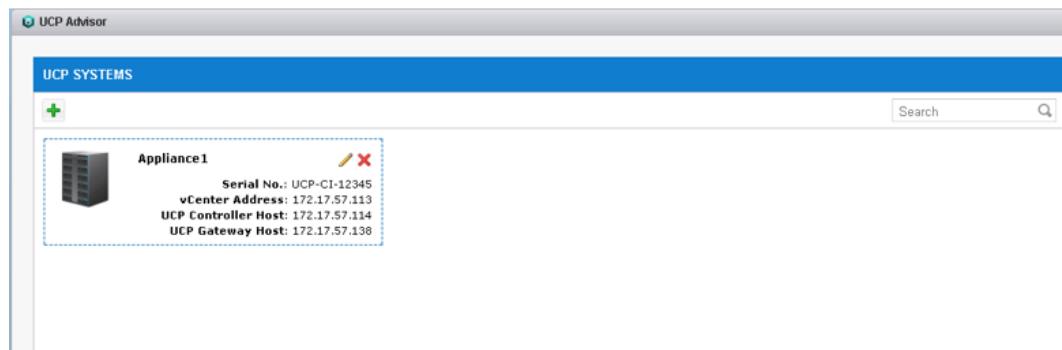 UCP Advisor
UCP SYSTEMS
Search
Appliance1
Serial No.: UCP-CI-12345
vCenter Address: 172.17.57.113
UCP Controller Host: 172.17.57.114
UCP Gateway Host: 172.17.57.138